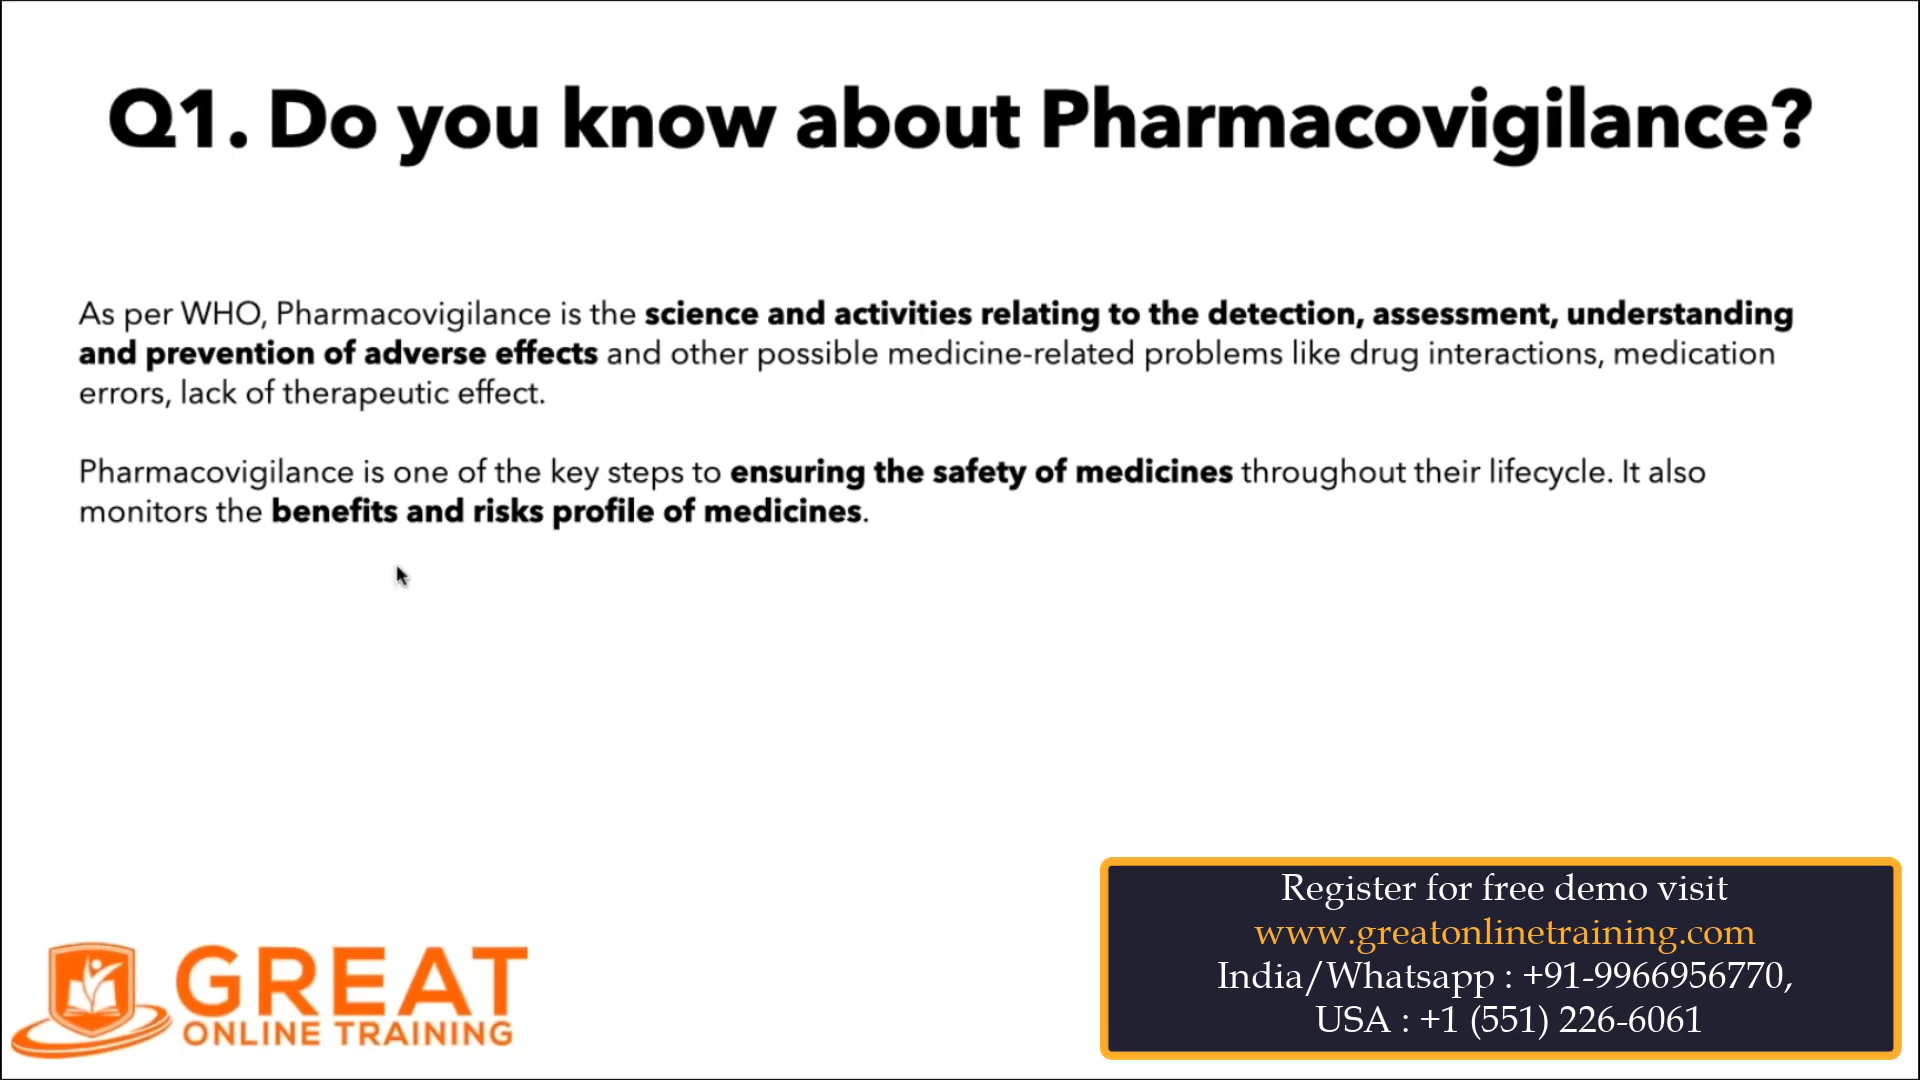 Q1. Do you know about Pharmacovigilance?
As per WHO, Pharmacovigilance is the science and activities relating to the detection, assessment, understanding
and prevention of adverse effects and other possible medicine-related problems like drug interactions, medication
errors, lack of therapeutic effect.
Pharmacovigilance is one of the key steps to ensuring the safety of medicines throughout their lifecycle. It also
monitors the benefits and risks profile of medicines.
GREAT
ONLINE TRAINING
Register for free demo visit
www.greatonlinetraining.com
India/Whatsapp : +91-9966956770,
USA : +1 (551) 226-6061